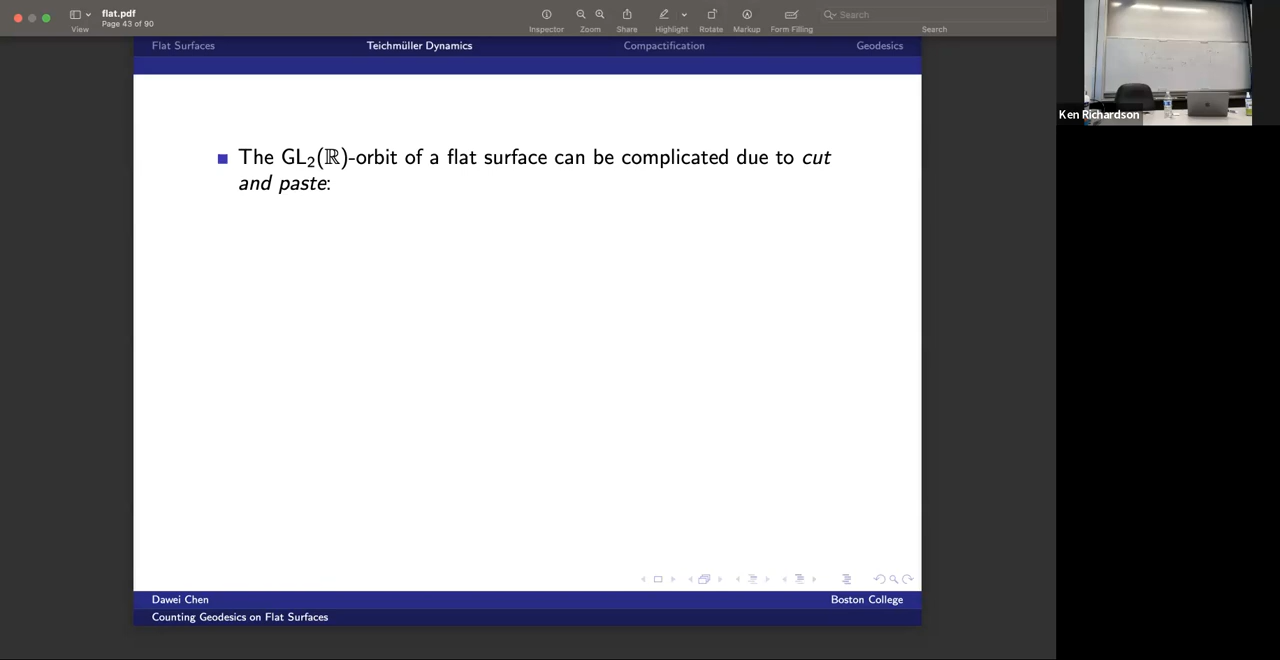 flat.pdf
Page 43 of 90
View
Inspector
Zoom
Share
Highlight
Rotate
Markup
Form Filling
Search
Search
Flat Surfaces
Teichmüller Dynamics
Compactification
Geodesics
The GL₂(ℝ)-orbit of a flat surface can be complicated due to cut
and paste:
Dawei Chen
Boston College
Counting Geodesics on Flat Surfaces
Ken Richardson